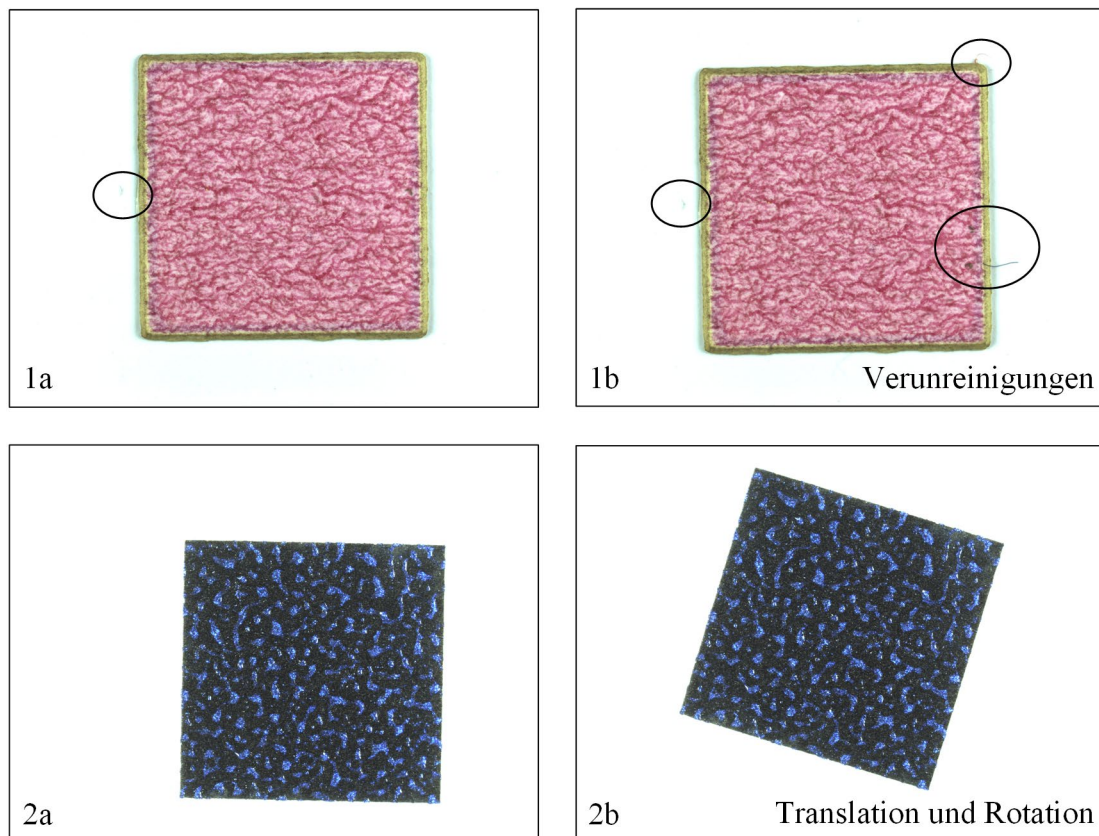 1a
1b
Verunreinigungen
2a
2b
Translation und Rotation